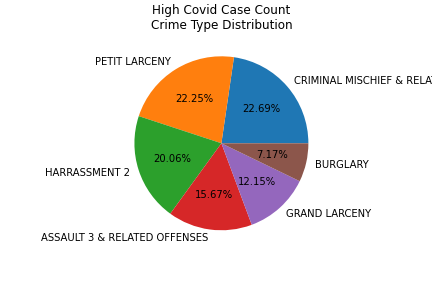 High Covid Case Count
Crime Type Distribution
PETIT LARCENY
CRIMINAL MISCHIEF & RELA
22.25%
22.69%
HARRASSMENT 2
20.06%
7.17%
BURGLARY
15.67%
12.15%
GRAND LARCENY
ASSAULT 3 & RELATED OFFENSES